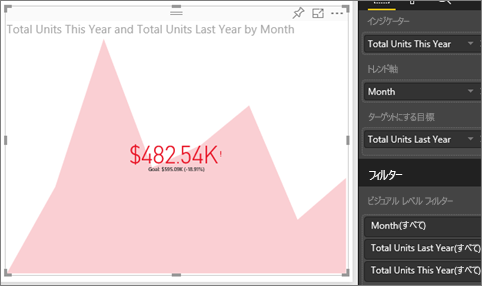 Total Units This Year and Total Units Last Year by Month
$482.54K!
Goal: $595.09K (-18.91%)
インジケーター
Total Units This Year
トレンド軸
Month
ターゲットにする目標
Total Units Last Year
フィルター
ビジュアル レベル フィルター
Month(すべて)
Total Units Last Year(すべて)
Total Units This Year(すべて)